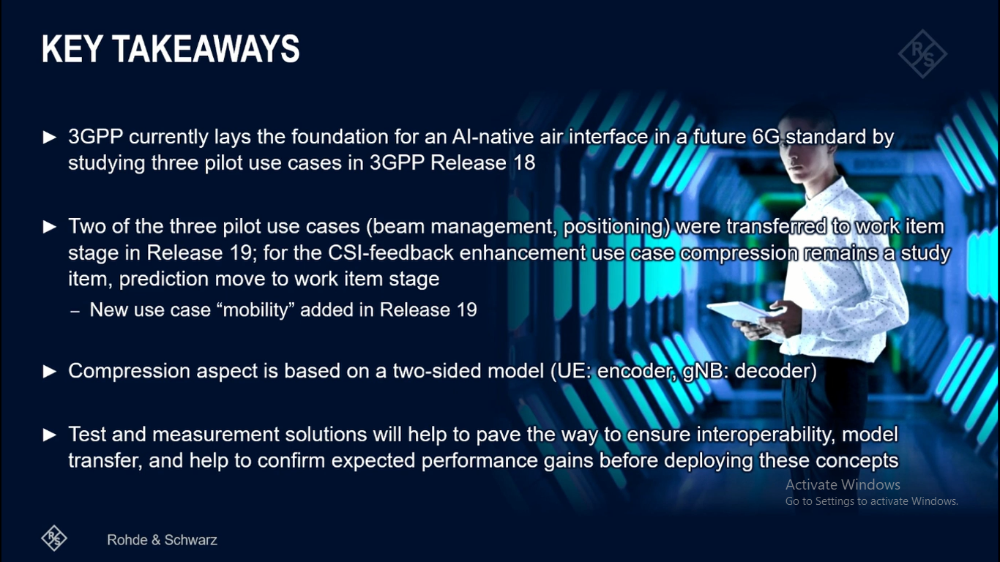 KEY TAKEAWAYS
R
S
► 3GPP currently lays the foundation for an AI-native air interface in a future 6G standard by
studying three pilot use cases in 3GPP Release 18
► Two of the three pilot use cases (beam management, positioning) were transferred to work item
stage in Release 19; for the CSI-feedback enhancement use case compression remains a study
item, prediction move to work item stage
– New use case “mobility” added in Release 19
► Compression aspect is based on a two-sided model (UE: encoder, gNB: decoder)
► Test and measurement solutions will help to pave the way to ensure interoperability, model
transfer, and help to confirm expected performance gains before deploying these concepts
Activate Windows
Go to Settings to activate Windows.
R
S
Rohde & Schwarz